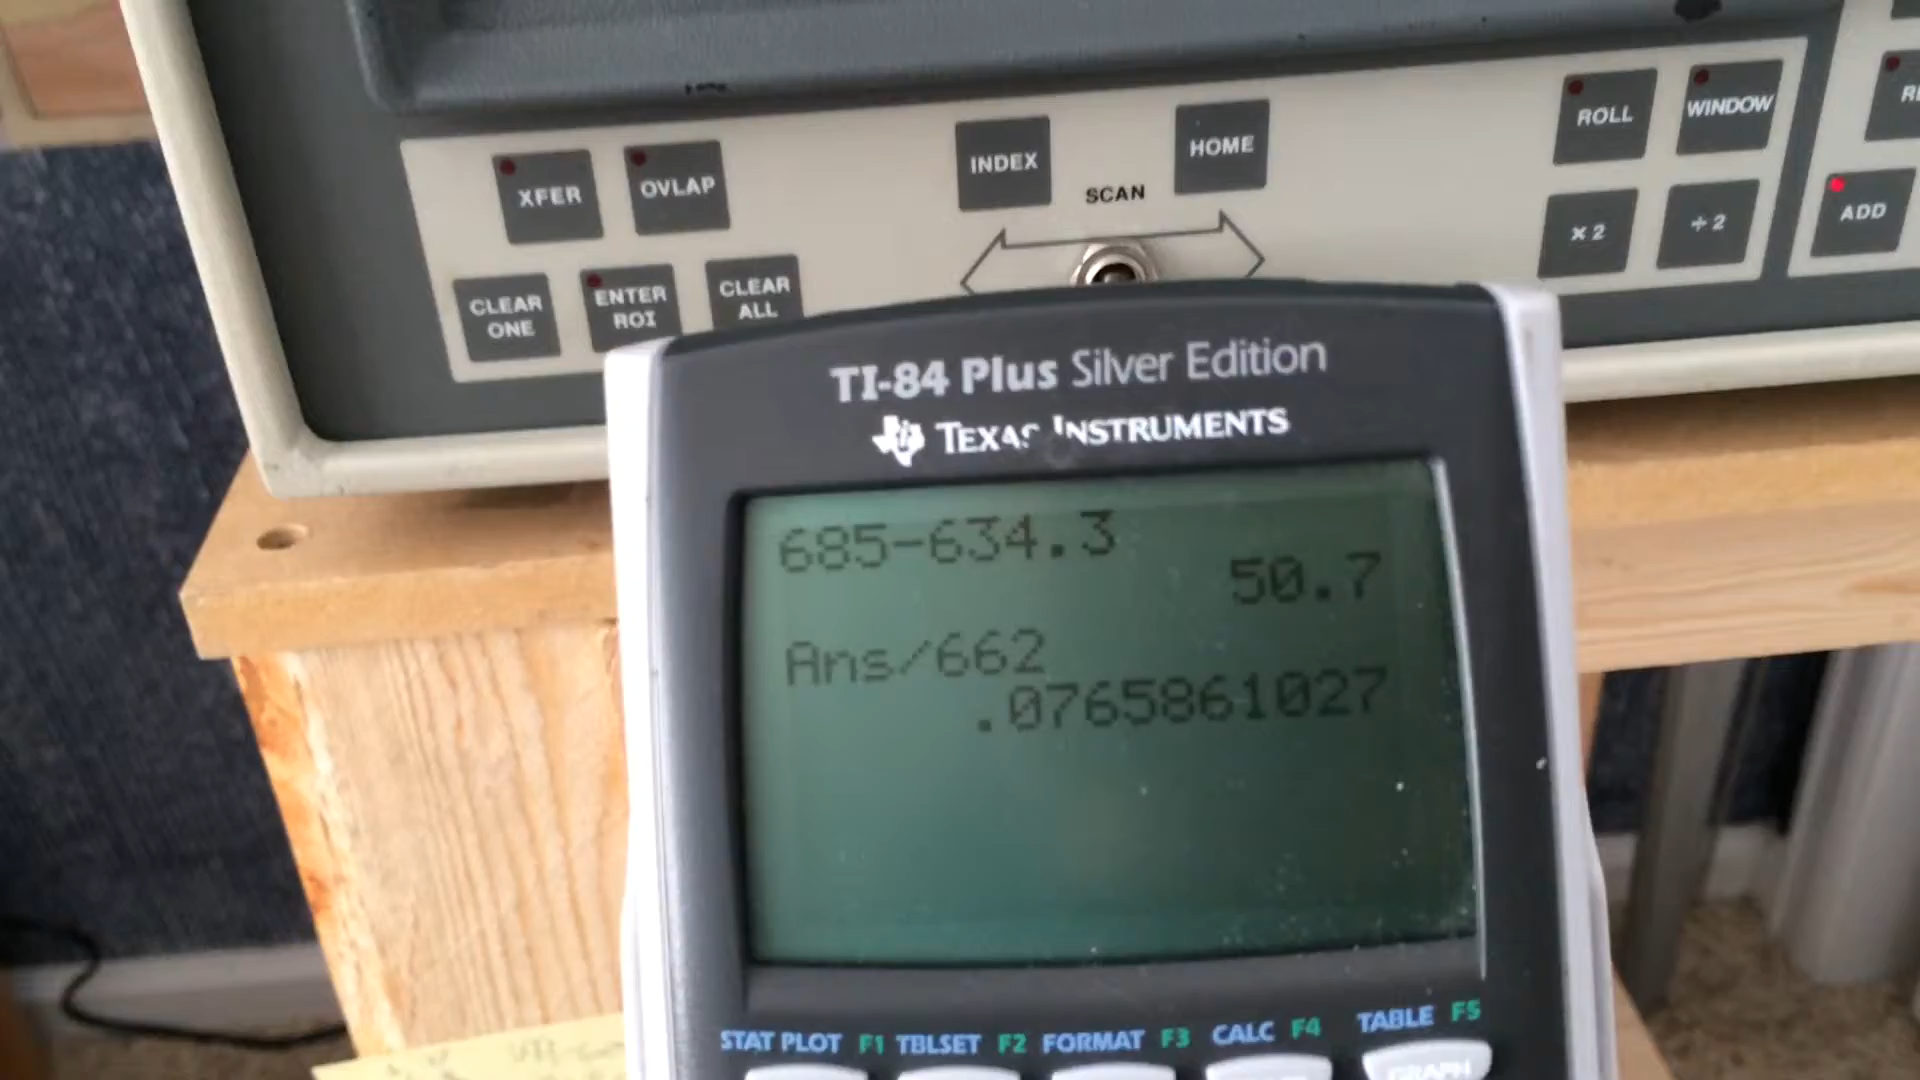 XFER
OVLAP
INDEX
HOME
SCAN
ROLL
WINDOW
CLEAR
ONE
ENTER
ROI
CLEAR
ALL
× 2
÷ 2
ADD
TI-84 Plus Silver Edition
TEXAS INSTRUMENTS
685-634.3
50.7
Ans/662
.0765861027
STAT PLOT F1 TBLSET F2 FORMAT F3 CALC F4 TABLE F5
GRAPH